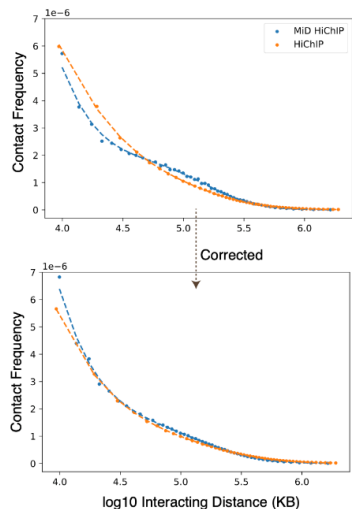 1e-6
MiD HiChIP
HiChIP
7
6
5
4
3
2
1
0
Contact Frequency
4.0 4.5 5.0 5.5 6.0
Corrected
1e-6
7
6
5
4
3
2
1
0
Contact Frequency
4.0 4.5 5.0 5.5 6.0
log10 Interacting Distance (KB)